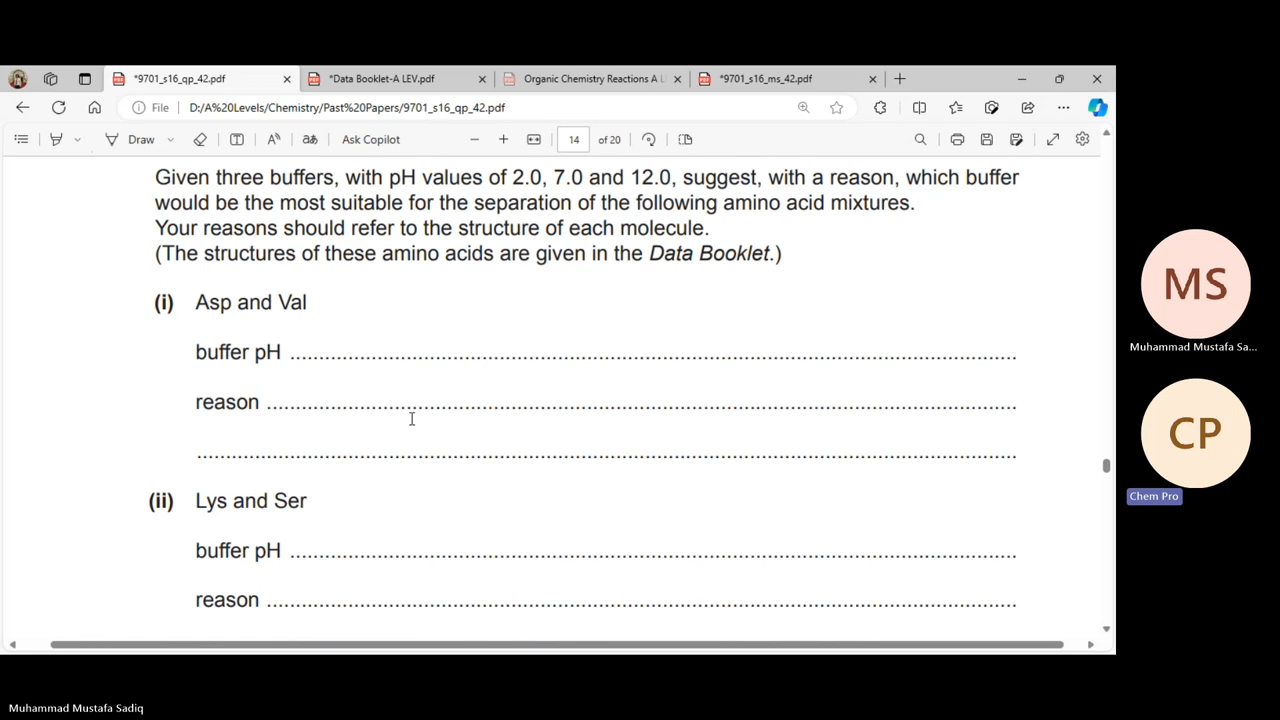 *9701_s16_qp_42.pdf
*Data Booklet-A LEV.pdf
Organic Chemistry Reactions A L
*9701_s16_ms_42.pdf
File
D:/A%20Levels/Chemistry/Past%20Papers/9701_s16_qp_42.pdf
Draw
Ask Copilot
14 of 20
Given three buffers, with pH values of 2.0, 7.0 and 12.0, suggest, with a reason, which buffer
would be the most suitable for the separation of the following amino acid mixtures.
Your reasons should refer to the structure of each molecule.
(The structures of these amino acids are given in the Data Booklet.)
(i) Asp and Val
buffer pH ................................................................
reason ................................................................
................................................................
(ii) Lys and Ser
buffer pH ................................................................
reason ................................................................
MS
Muhammad Mustafa Sa...
CP
Chem Pro
Muhammad Mustafa Sadiq